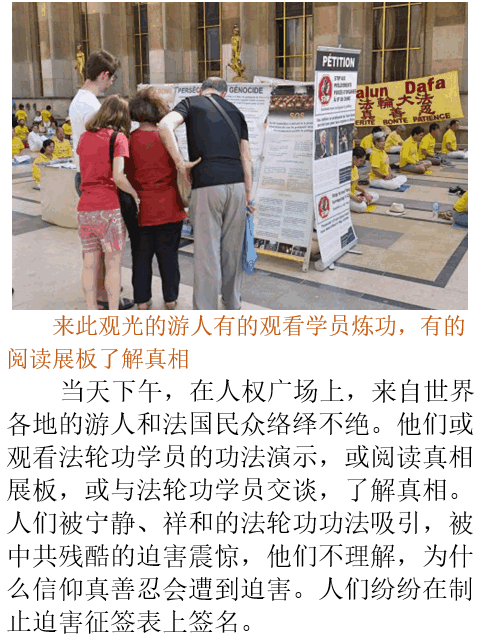 PÉTITION
PERSÉC
GÉNOCIDE
SOS
alun Dafa
真 輪 大 法
ERITE BONTE PATIENCE
来此观光的游人有的观看学员炼功，有的
阅读展板了解真相
当天下午，在人权广场上，来自世界
各地的游人和法国民众络绎不绝。他们或
观看法轮功学员的功法演示，或阅读真相
展板，或与法轮功学员交谈，了解真相。
人们被宁静、祥和的法轮功功法吸引，被
中共残酷的迫害震惊，他们不理解，为什
么信仰真善忍会遭到迫害。人们纷纷在制
止迫害征签表上签名。